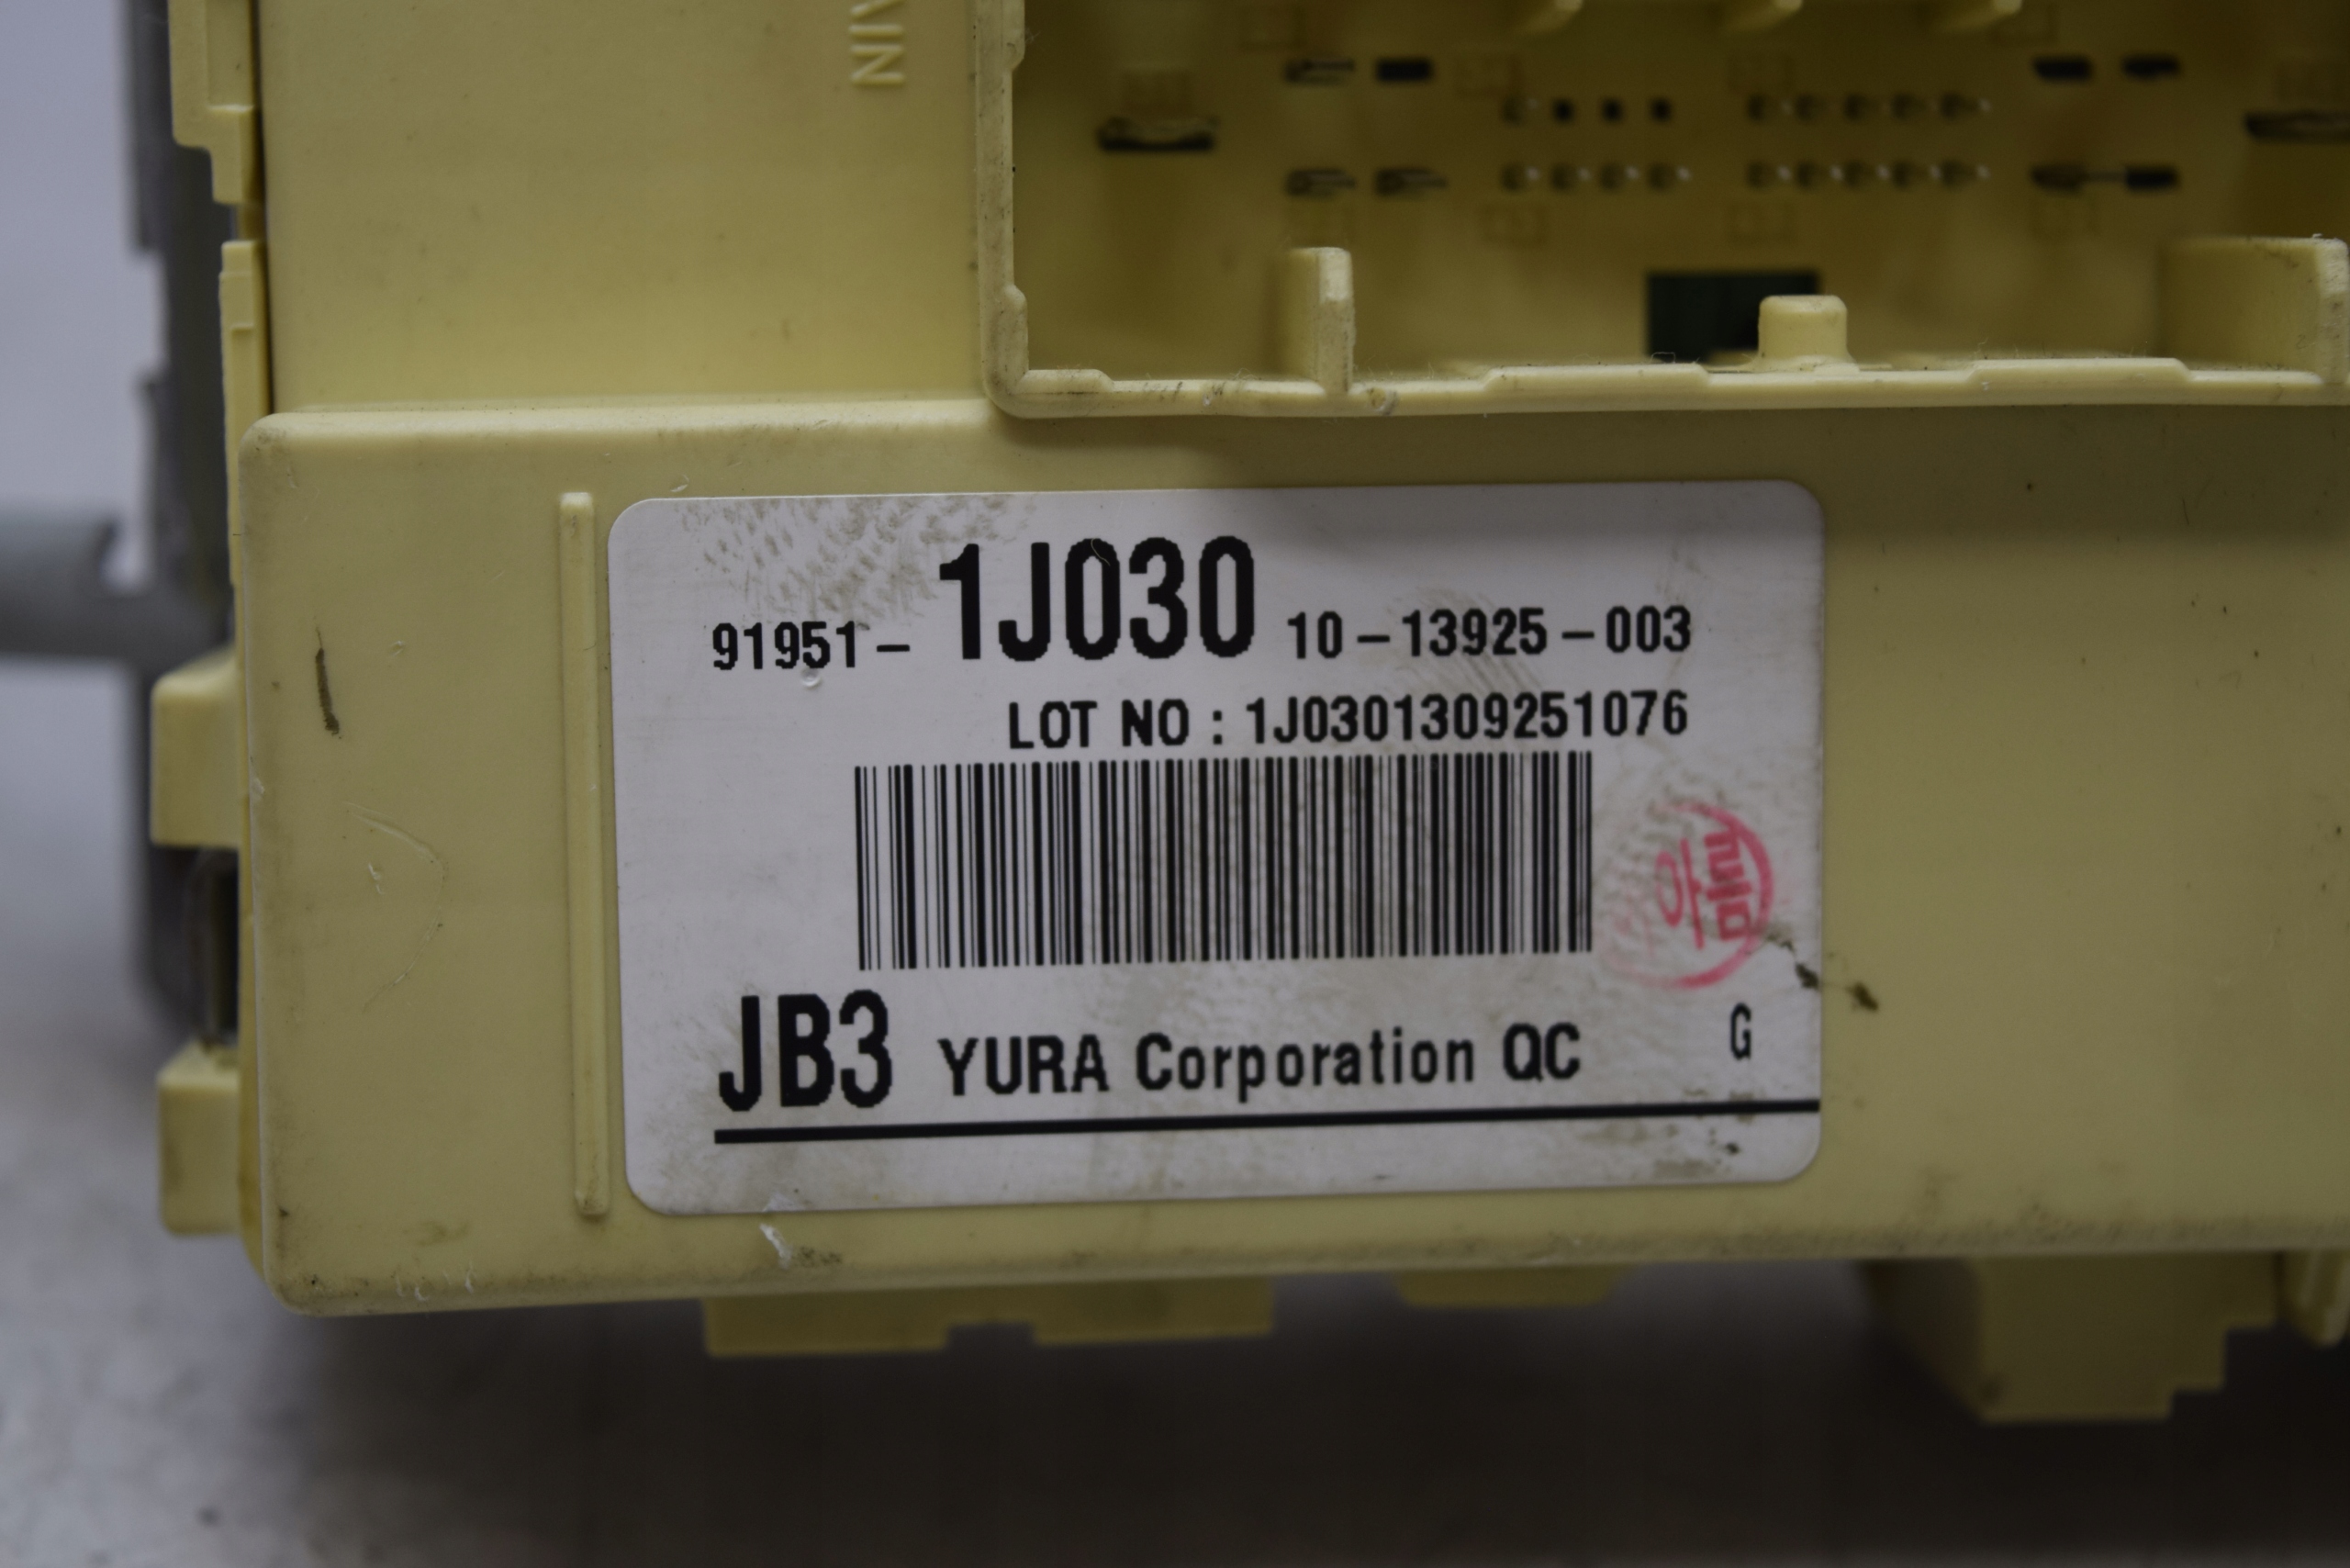 91951- 1J030 10-13925-003
LOT NO : 1J0301309251076
JB3 YURA Corporation QC G